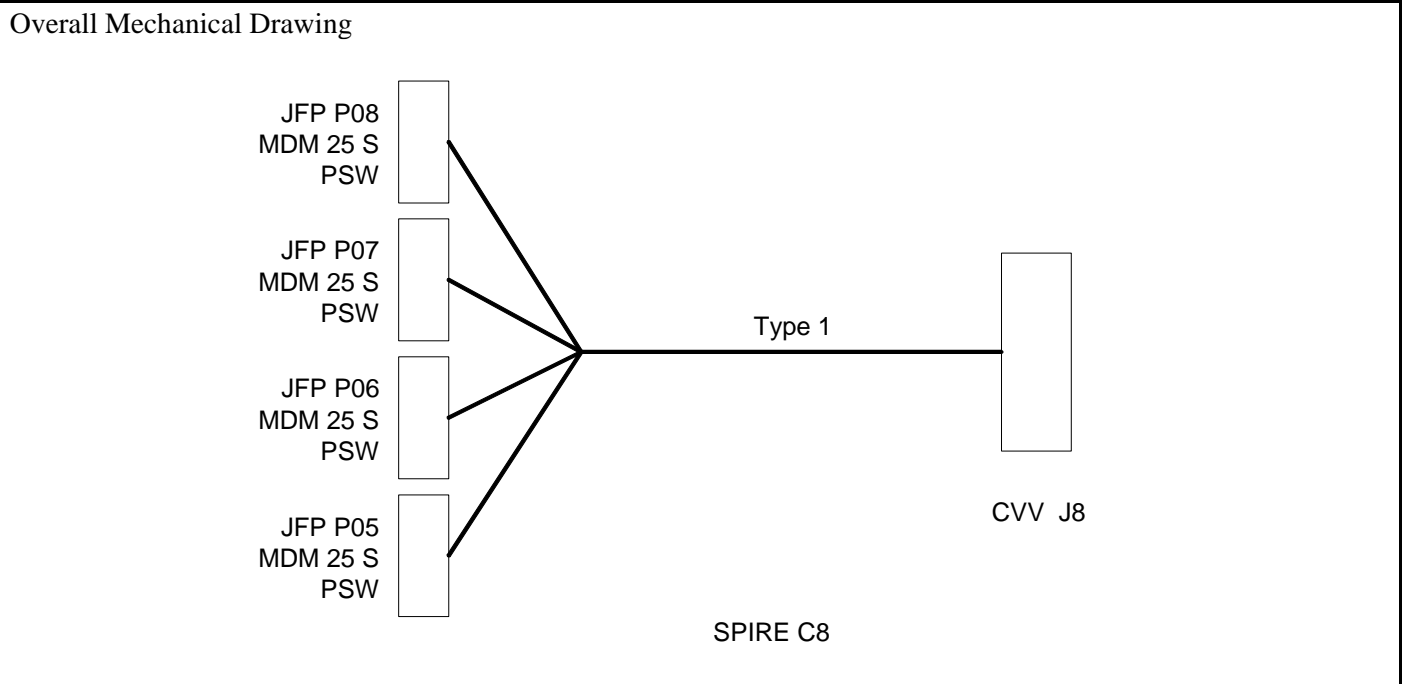 Overall Mechanical Drawing
JFP P08
MDM 25 S
PSW
JFP P07
MDM 25 S
PSW
JFP P06
MDM 25 S
PSW
JFP P05
MDM 25 S
PSW
Type 1
CVV J8
SPIRE C8